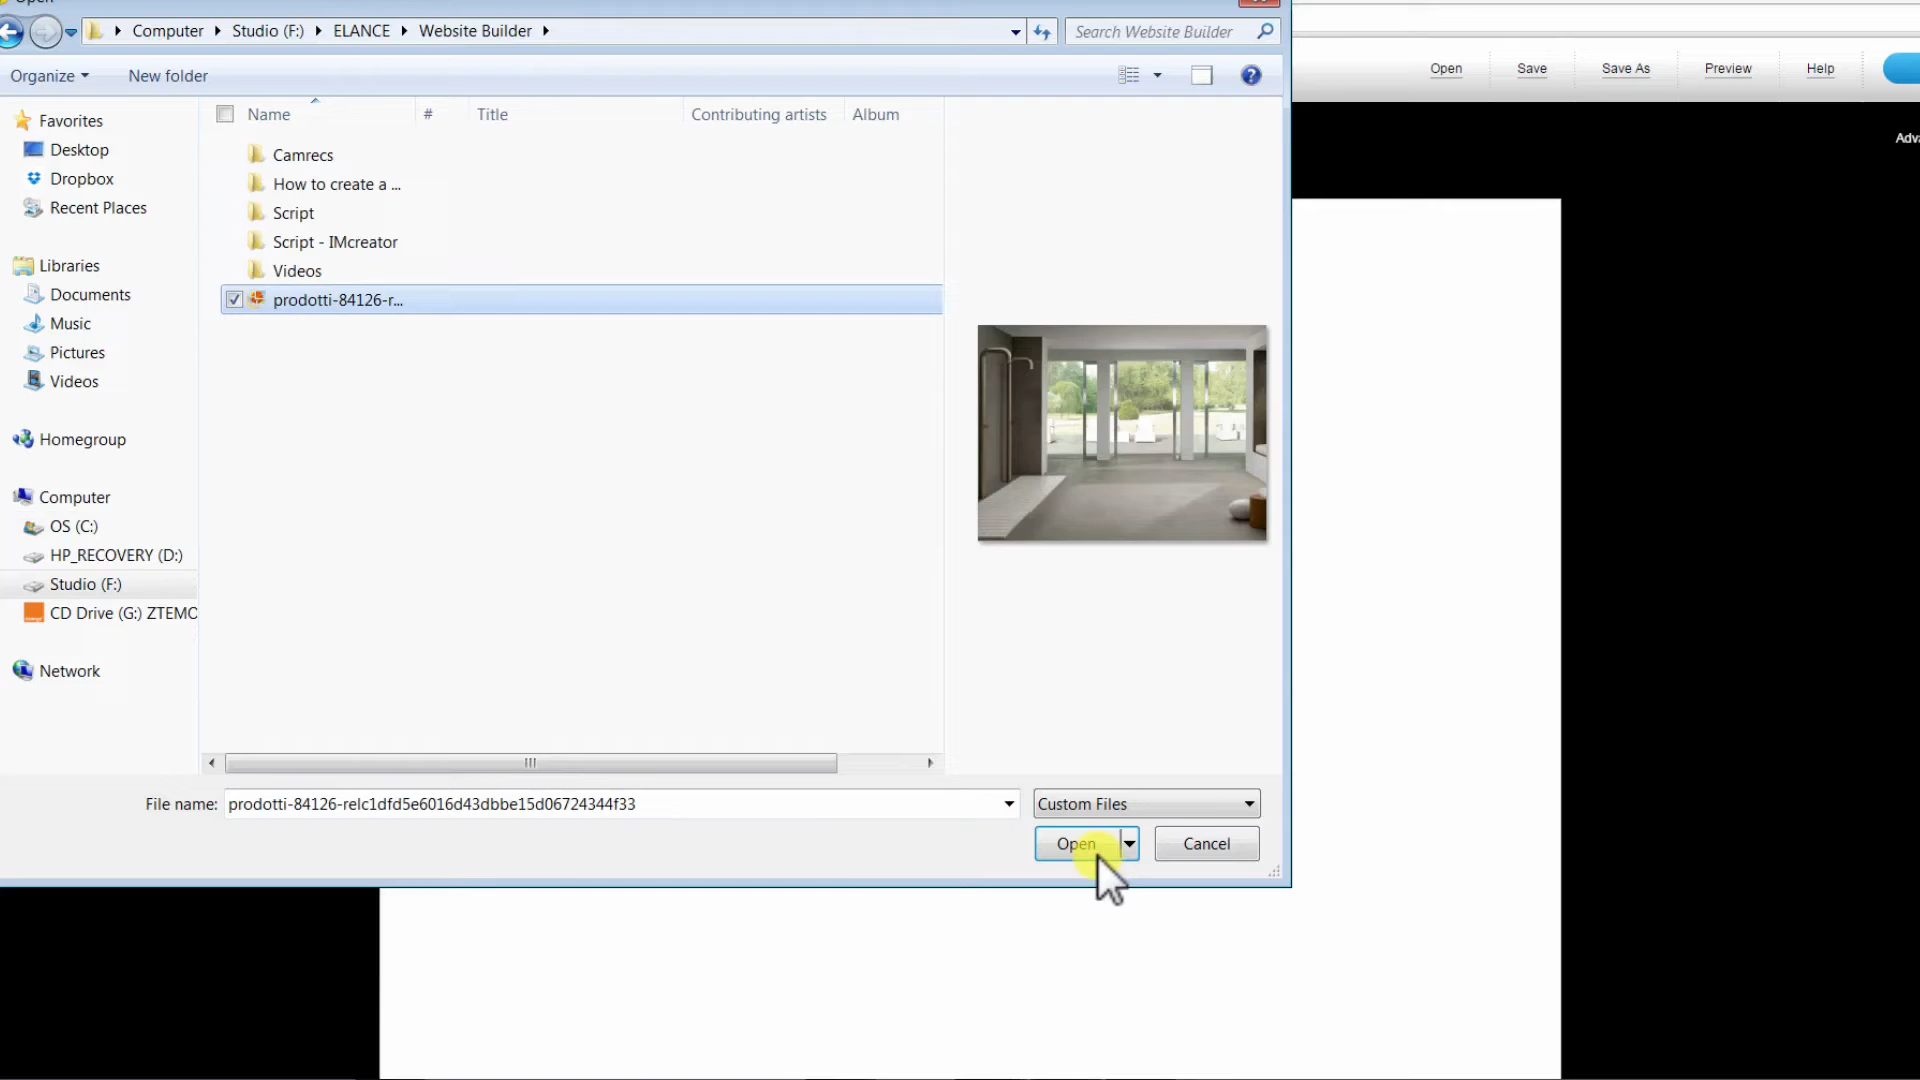 Open
Computer Studio (F:) ELANCE Website Builder
Search Website Builder
Organize
New folder
Open
Save
Save As
Preview
Help
Name
#
Title
Contributing artists
Album
Favorites
Desktop
Dropbox
Recent Places
Libraries
Documents
Music
Pictures
Videos
Homegroup
Computer
OS (C:)
HP_RECOVERY (D:)
Studio (F:)
CD Drive (G:) ZTEMO
Network
Camrecs
How to create a ...
Script
Script - IMcreator
Videos
prodotti-84126-r...
Adva
File name:
prodotti-84126-relc1dfd5e6016d43dbbe15d06724344f33
Custom Files
Open
Cancel